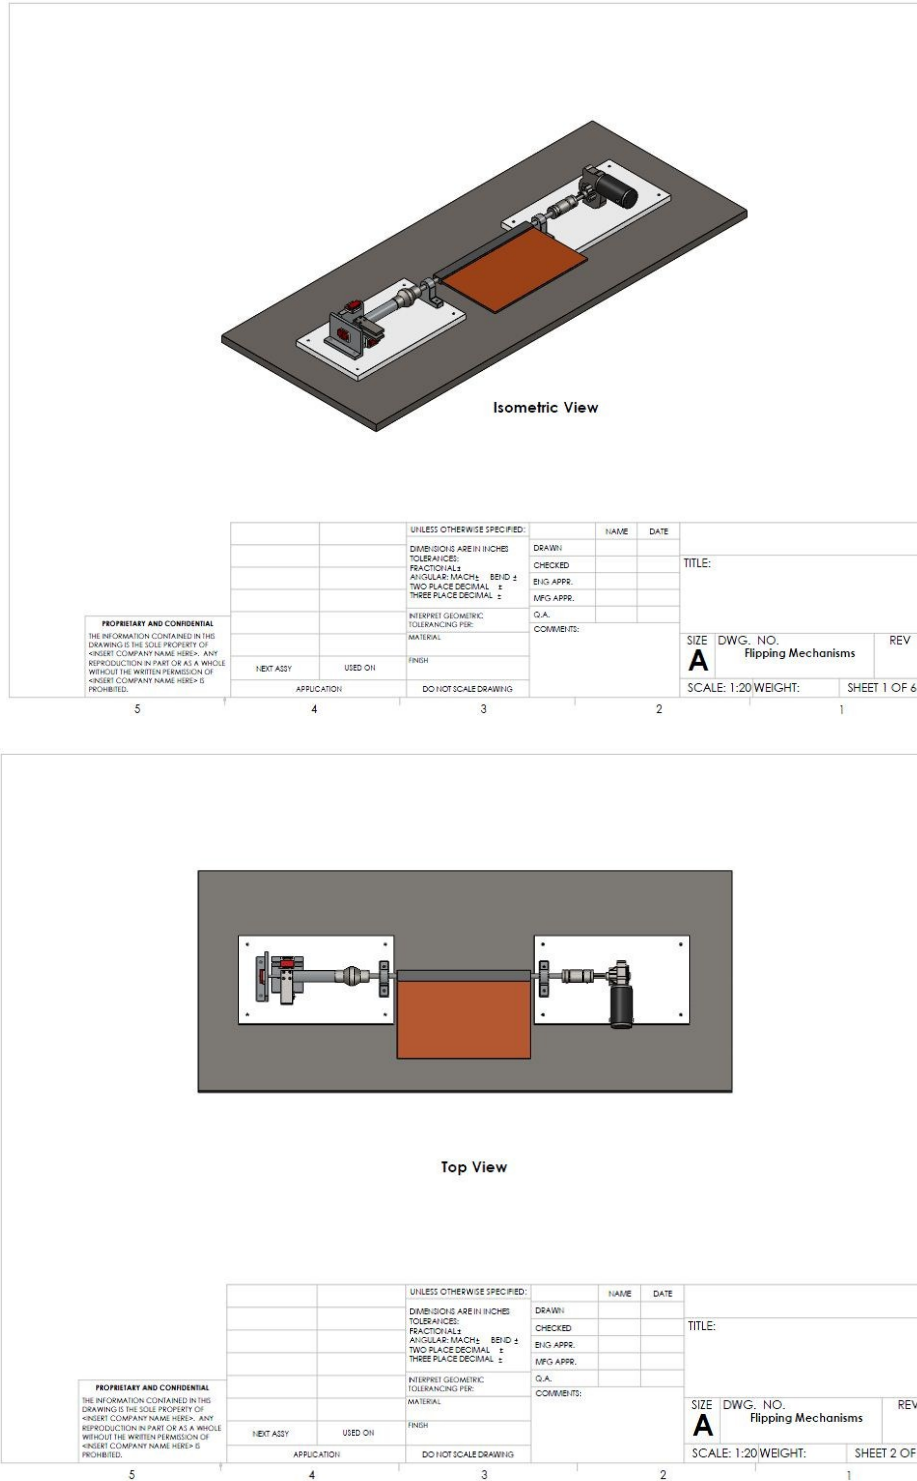 Isometric View
UNLESS OTHERWISE SPECIFIED:
DIMENSIONS ARE IN INCHES
TOLERANCES:
FRACTIONAL±
ANGULAR: MACH± BEND ±
TWO PLACE DECIMAL ±
THREE PLACE DECIMAL ±
INTERPRET GEOMETRIC
TOLERANCING PER:
MATERIAL
FINISH
DO NOT SCALE DRAWING
NAME DATE
DRAWN
CHECKED
ENG APPR.
MFG APPR.
Q.A.
COMMENTS:
PROPRIETARY AND CONFIDENTIAL
THE INFORMATION CONTAINED IN THIS
DRAWING IS THE SOLE PROPERTY OF
<INSERT COMPANY NAME HERE>. ANY
REPRODUCTION IN PART OR AS A WHOLE
WITHOUT THE WRITTEN PERMISSION OF
<INSERT COMPANY NAME HERE> IS
PROHIBITED.
NEXT ASSY USED ON
APPLICATION
TITLE:
SIZE DWG. NO. REV
A Flipping Mechanisms
SCALE: 1:20 WEIGHT: SHEET 1 OF 6
5 4 3 2 1
Top View
UNLESS OTHERWISE SPECIFIED:
DIMENSIONS ARE IN INCHES
TOLERANCES:
FRACTIONAL±
ANGULAR: MACH± BEND ±
TWO PLACE DECIMAL ±
THREE PLACE DECIMAL ±
INTERPRET GEOMETRIC
TOLERANCING PER:
MATERIAL
FINISH
DO NOT SCALE DRAWING
NAME DATE
DRAWN
CHECKED
ENG APPR.
MFG APPR.
Q.A.
COMMENTS:
PROPRIETARY AND CONFIDENTIAL
THE INFORMATION CONTAINED IN THIS
DRAWING IS THE SOLE PROPERTY OF
<INSERT COMPANY NAME HERE>. ANY
REPRODUCTION IN PART OR AS A WHOLE
WITHOUT THE WRITTEN PERMISSION OF
<INSERT COMPANY NAME HERE> IS
PROHIBITED.
NEXT ASSY USED ON
APPLICATION
TITLE:
SIZE DWG. NO. REV
A Flipping Mechanisms
SCALE: 1:20 WEIGHT: SHEET 2 OF
5 4 3 2 1